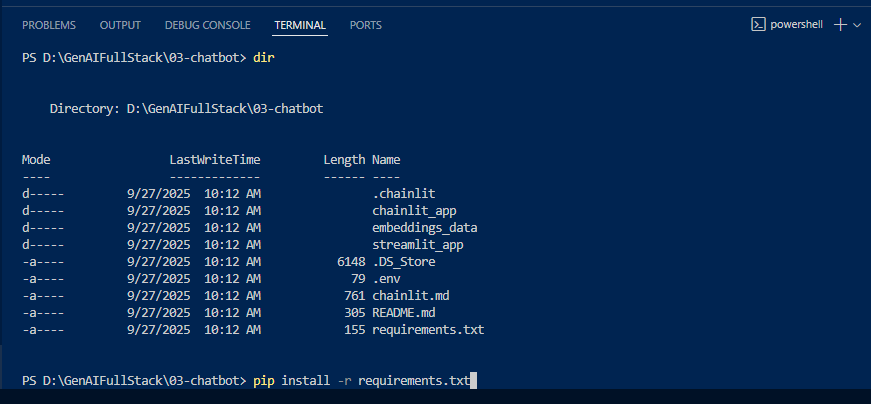 PROBLEMS OUTPUT DEBUG CONSOLE TERMINAL PORTS powershell
PS D:\GenAIFullStack\03-chatbot> dir
Directory: D:\GenAIFullStack\03-chatbot
Mode LastWriteTime Length Name
---- ------------- ------ ----
d----- 9/27/2025 10:12 AM .chainlit
d----- 9/27/2025 10:12 AM chainlit_app
d----- 9/27/2025 10:12 AM embeddings_data
d----- 9/27/2025 10:12 AM streamlit_app
-a---- 9/27/2025 10:12 AM 6148 .DS_Store
-a---- 9/27/2025 10:12 AM 79 .env
-a---- 9/27/2025 10:12 AM 761 chainlit.md
-a---- 9/27/2025 10:12 AM 305 README.md
-a---- 9/27/2025 10:12 AM 155 requirements.txt
PS D:\GenAIFullStack\03-chatbot> pip install -r requirements.txt